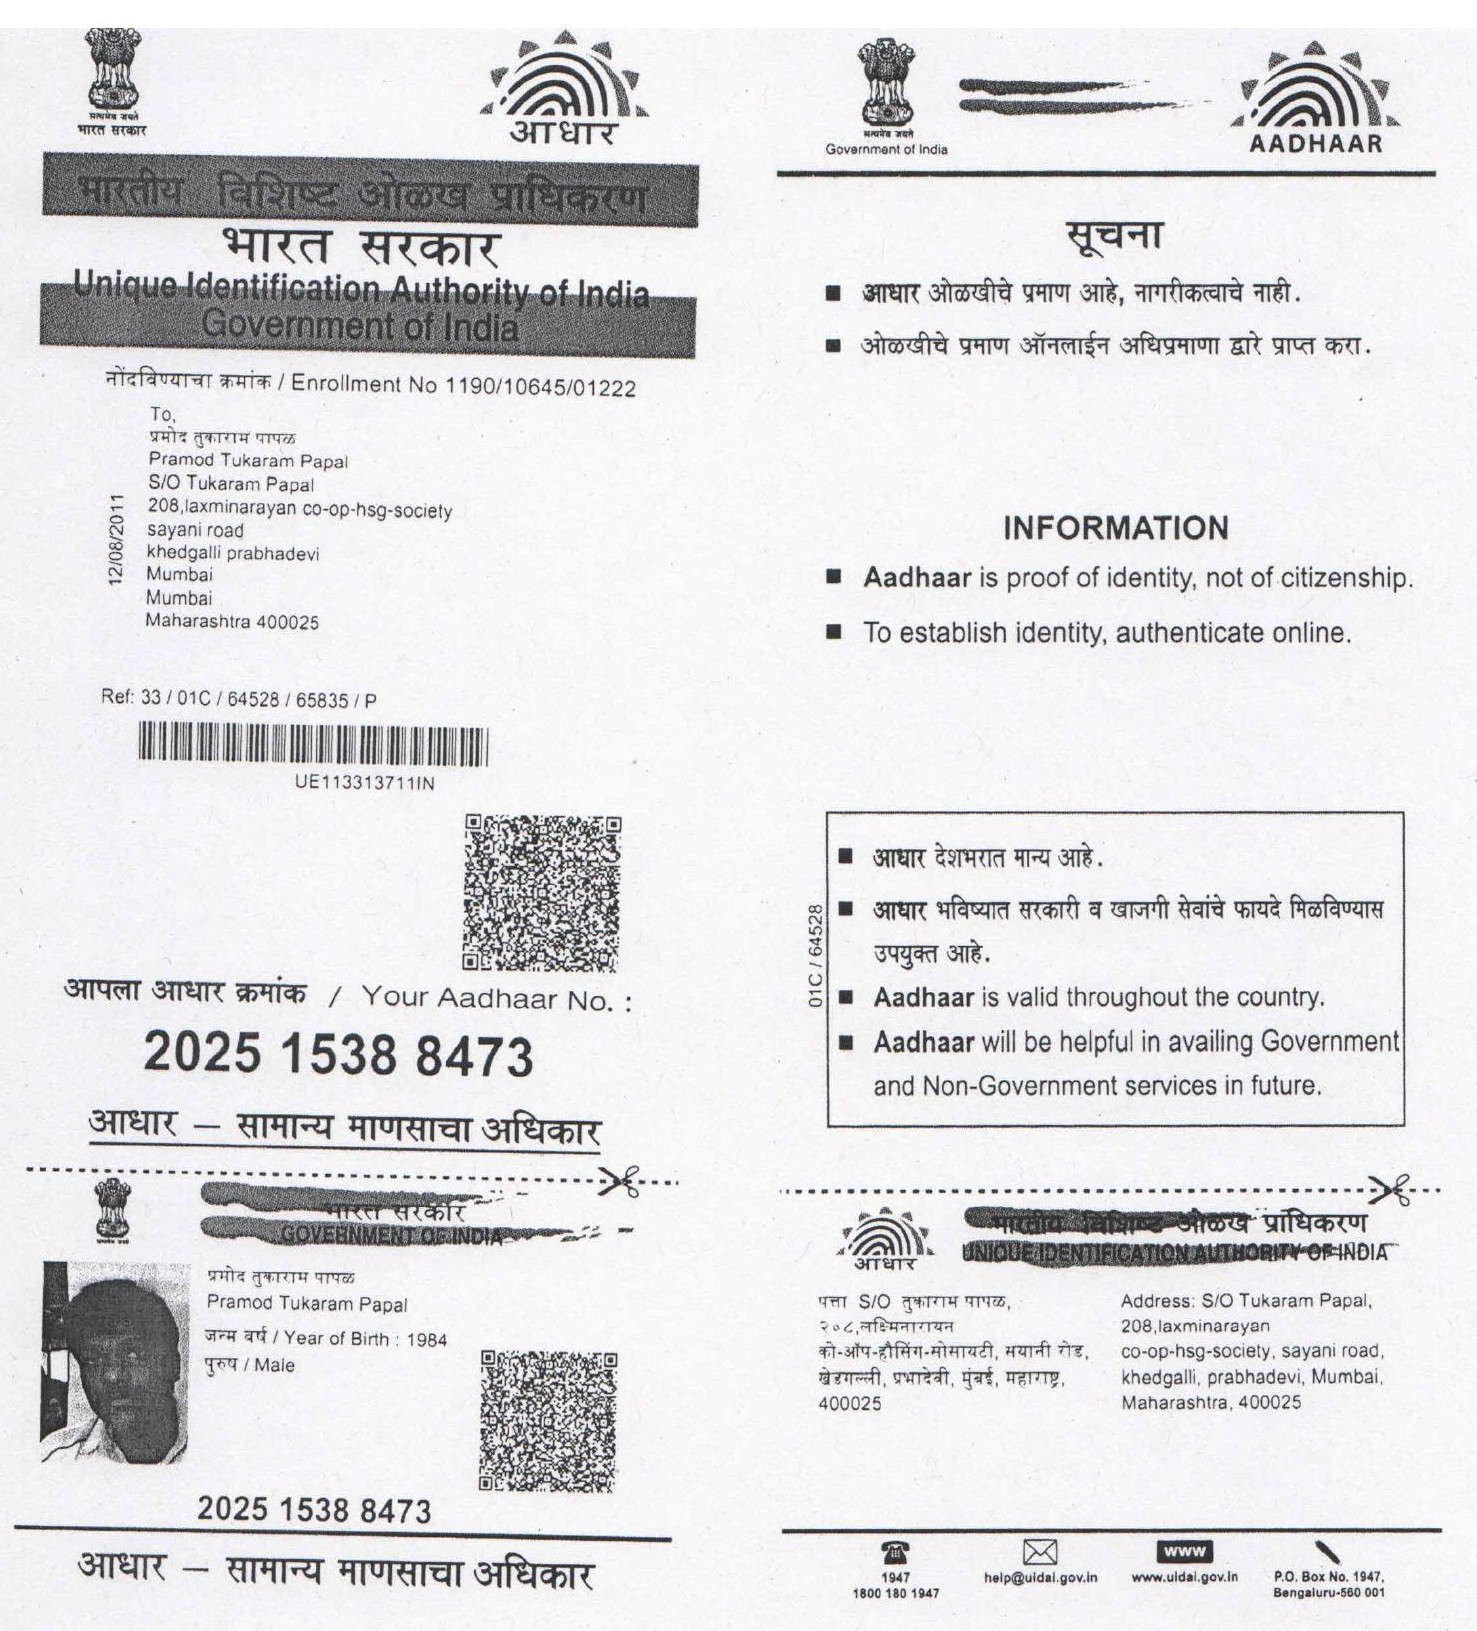 सत्यमेव जयते
भारत सरकार
आधार
भारतीय विशिष्ट ओळख प्राधिकरण
भारत सरकार
Unique Identification Authority of India
Government of India
नोंदविण्याचा क्रमांक / Enrollment No 1190/10645/01222
To,
प्रमोद तुकाराम पापळ
Pramod Tukaram Papal
S/O Tukaram Papal
208,laxminarayan co-op-hsg-society
sayani road
khedgalli prabhadevi
Mumbai
Mumbai
Maharashtra 400025
12/08/2011
Ref: 33 / 01C / 64528 / 65835 / P
UE113313711IN
आपला आधार क्रमांक / Your Aadhaar No. :
2025 1538 8473
आधार – सामान्य माणसाचा अधिकार
भारत सरकार
GOVERNMENT OF INDIA
प्रमोद तुकाराम पापळ
Pramod Tukaram Papal
जन्म वर्ष / Year of Birth : 1984
पुरुष / Male
2025 1538 8473
आधार – सामान्य माणसाचा अधिकार
सत्यमेव जयते
Government of India
AADHAAR
सूचना
■ आधार ओळखीचे प्रमाण आहे, नागरीकत्वाचे नाही.
■ ओळखीचे प्रमाण ऑनलाईन अधिप्रमाणा द्वारे प्राप्त करा.
INFORMATION
■ Aadhaar is proof of identity, not of citizenship.
■ To establish identity, authenticate online.
01C / 64528
■ आधार देशभरात मान्य आहे.
■ आधार भविष्यात सरकारी व खाजगी सेवांचे फायदे मिळविण्यास
उपयुक्त आहे.
■ Aadhaar is valid throughout the country.
■ Aadhaar will be helpful in availing Government
and Non-Government services in future.
आधार
भारतीय विशिष्ट ओळख प्राधिकरण
UNIQUE IDENTIFICATION AUTHORITY OF INDIA
पत्ता S/O तुकाराम पापळ,
२०८,लक्ष्मिनारायन
को-ऑप-हौसिंग-सोसायटी, सयानी रोड,
खेडगल्ली, प्रभादेवी, मुंबई, महाराष्ट्र,
400025
Address: S/O Tukaram Papal,
208,laxminarayan
co-op-hsg-society, sayani road,
khedgalli, prabhadevi, Mumbai,
Maharashtra, 400025
1947
1800 180 1947
help@uidai.gov.in
www
www.uidai.gov.in
P.O. Box No. 1947,
Bengaluru-560 001